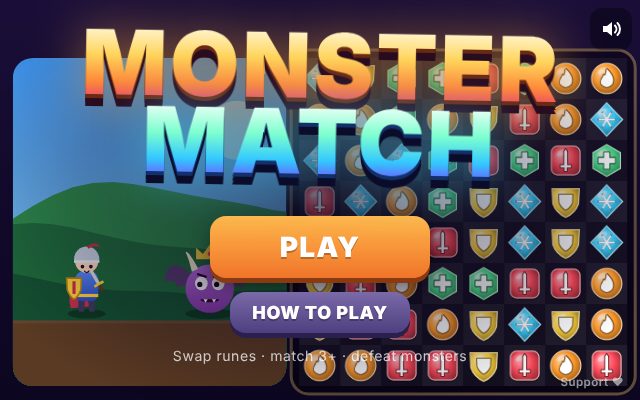 MONSTER
MATCH
PLAY
HOW TO PLAY
Swap runes · match 3+ · defeat monsters
Support ♥